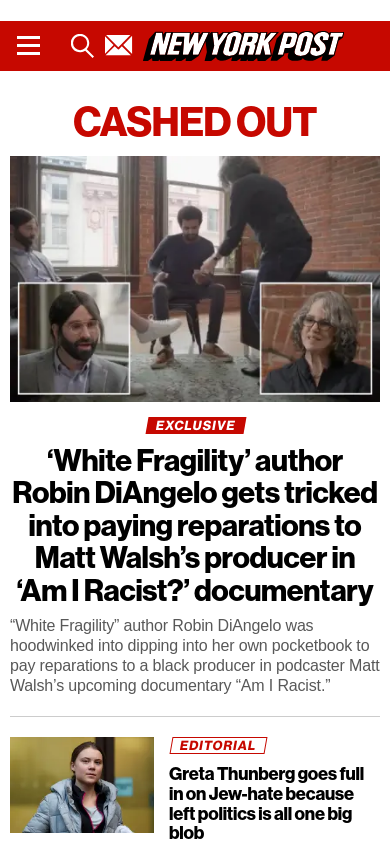 NEW YORK POST
CASHED OUT
EXCLUSIVE
‘White Fragility’ author
Robin DiAngelo gets tricked
into paying reparations to
Matt Walsh’s producer in
‘Am I Racist?’ documentary
“White Fragility” author Robin DiAngelo was
hoodwinked into dipping into her own pocketbook to
pay reparations to a black producer in podcaster Matt
Walsh’s upcoming documentary “Am I Racist.”
EDITORIAL
Greta Thunberg goes full
in on Jew-hate because
left politics is all one big
blob